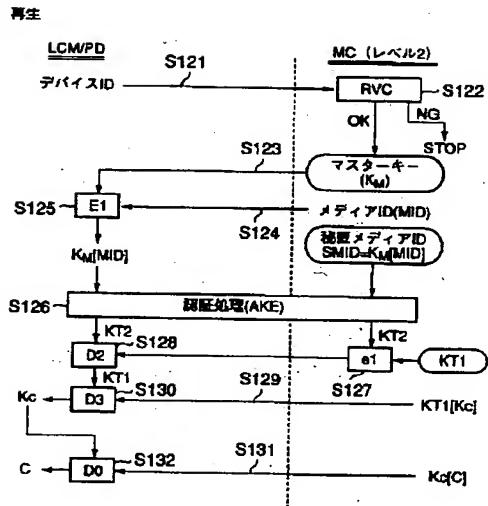 再生
LCM/PD
MC (レベル2)
デバイスID
S121
RVC
S122
OK
NG
STOP
S123
マスターキー
(KM)
S125
E1
S124
メディアID(MID)
KM[MID]
秘匿メディアID
SMID=KM[MID]
S126
認証処理(AKE)
KT2
S128
KT2
D2
e1
KT1
KT1
S127
S130
S129
Kc
D3
KT1[Kc]
S132
S131
C
D0
Kc[C]